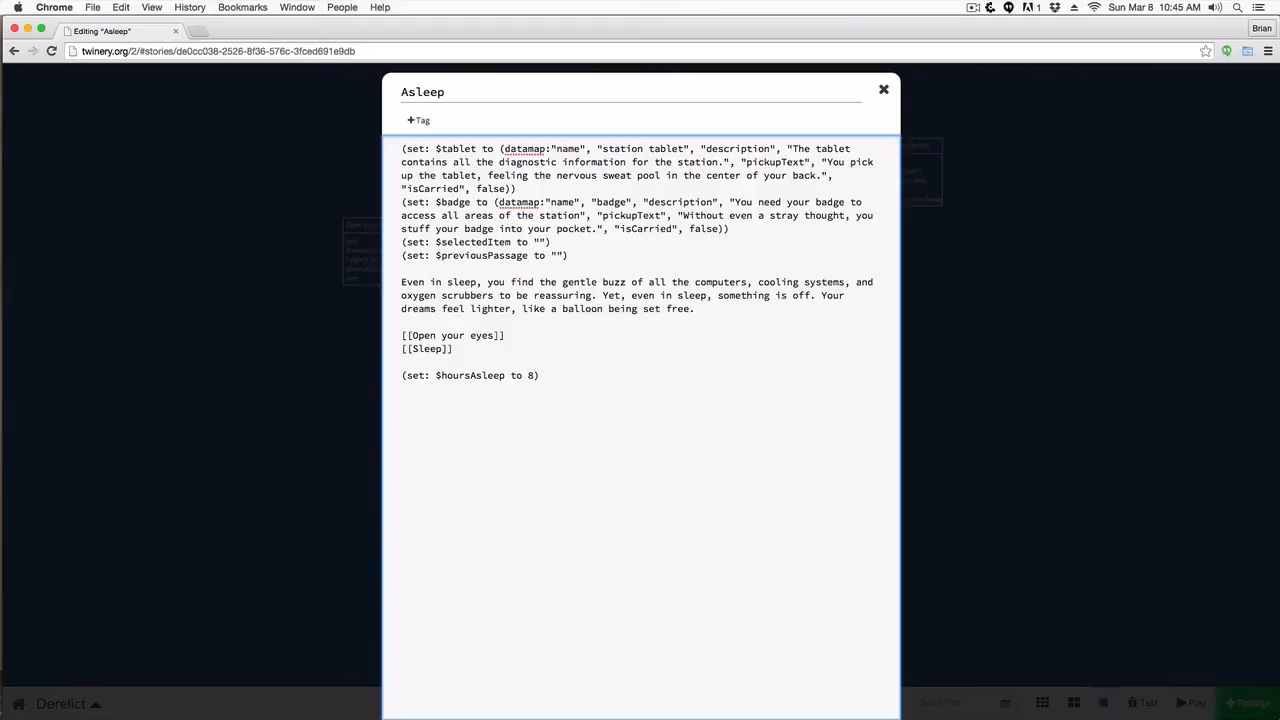 Chrome File Edit View History Bookmarks Window People Help
1 Sun Mar 8 10:45 AM
Editing "Asleep"
Brian
twinery.org/2/#stories/de0cc038-2526-8f36-576c-3fced691e9db
Asleep
+Tag
(set: $tablet to (datamap:"name", "station tablet", "description", "The tablet
contains all the diagnostic information for the station.", "pickupText", "You pick
up the tablet, feeling the nervous sweat pool in the center of your back.",
"isCarried", false))
(set: $badge to (datamap:"name", "badge", "description", "You need your badge to
access all areas of the station", "pickupText", "Without even a stray thought, you
stuff your badge into your pocket.", "isCarried", false))
(set: $selectedItem to "")
(set: $previousPassage to "")
Even in sleep, you find the gentle buzz of all the computers, cooling systems, and
oxygen scrubbers to be reassuring. Yet, even in sleep, something is off. Your
dreams feel lighter, like a balloon being set free.
[[Open your eyes]]
[[Sleep]]
(set: $hoursAsleep to 8)
Derelict
Quick Find
Test
Play
+Passage